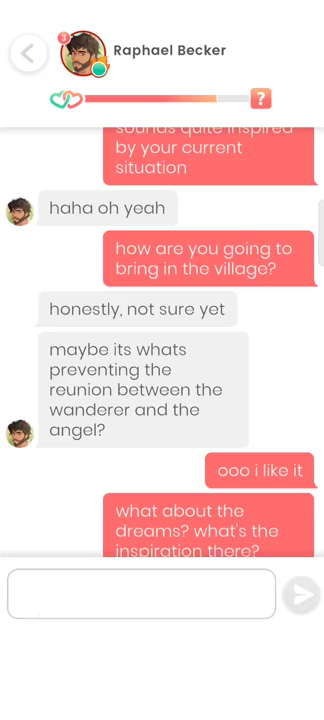 3
Raphael Becker
?
sounds quite inspired
by your current
situation
haha oh yeah
how are you going to
bring in the village?
honestly, not sure yet
maybe its whats
preventing the
reunion between the
wanderer and the
angel?
ooo i like it
what about the
dreams? what's the
inspiration there?